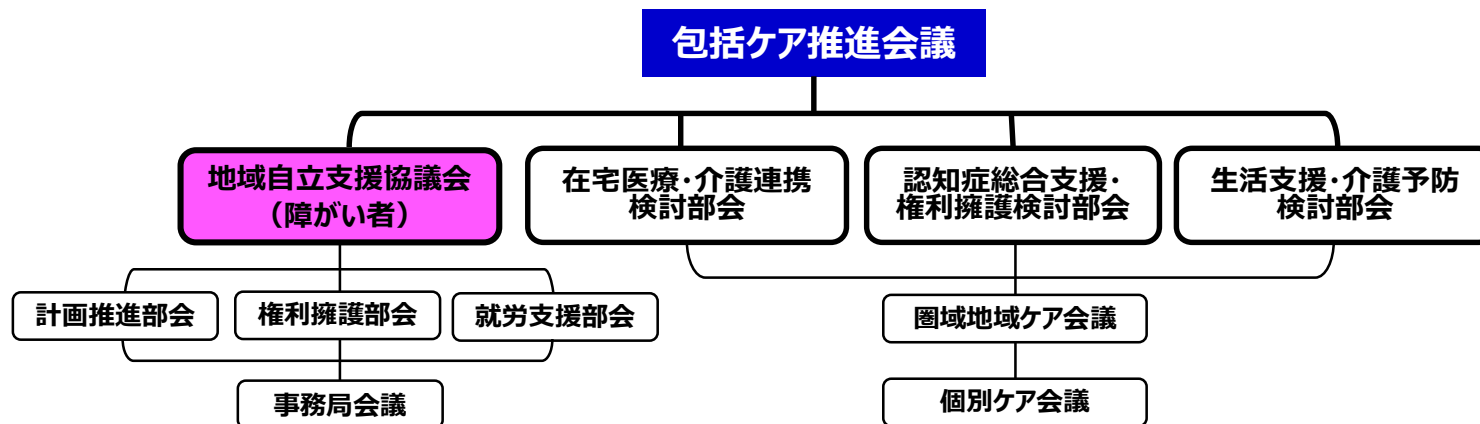 包括ケア推進会議
地域自立支援協議会
（障がい者）
在宅医療・介護連携
検討部会
認知症総合支援・
権利擁護検討部会
生活支援・介護予防
検討部会
計画推進部会
権利擁護部会
就労支援部会
圏域地域ケア会議
事務局会議
個別ケア会議